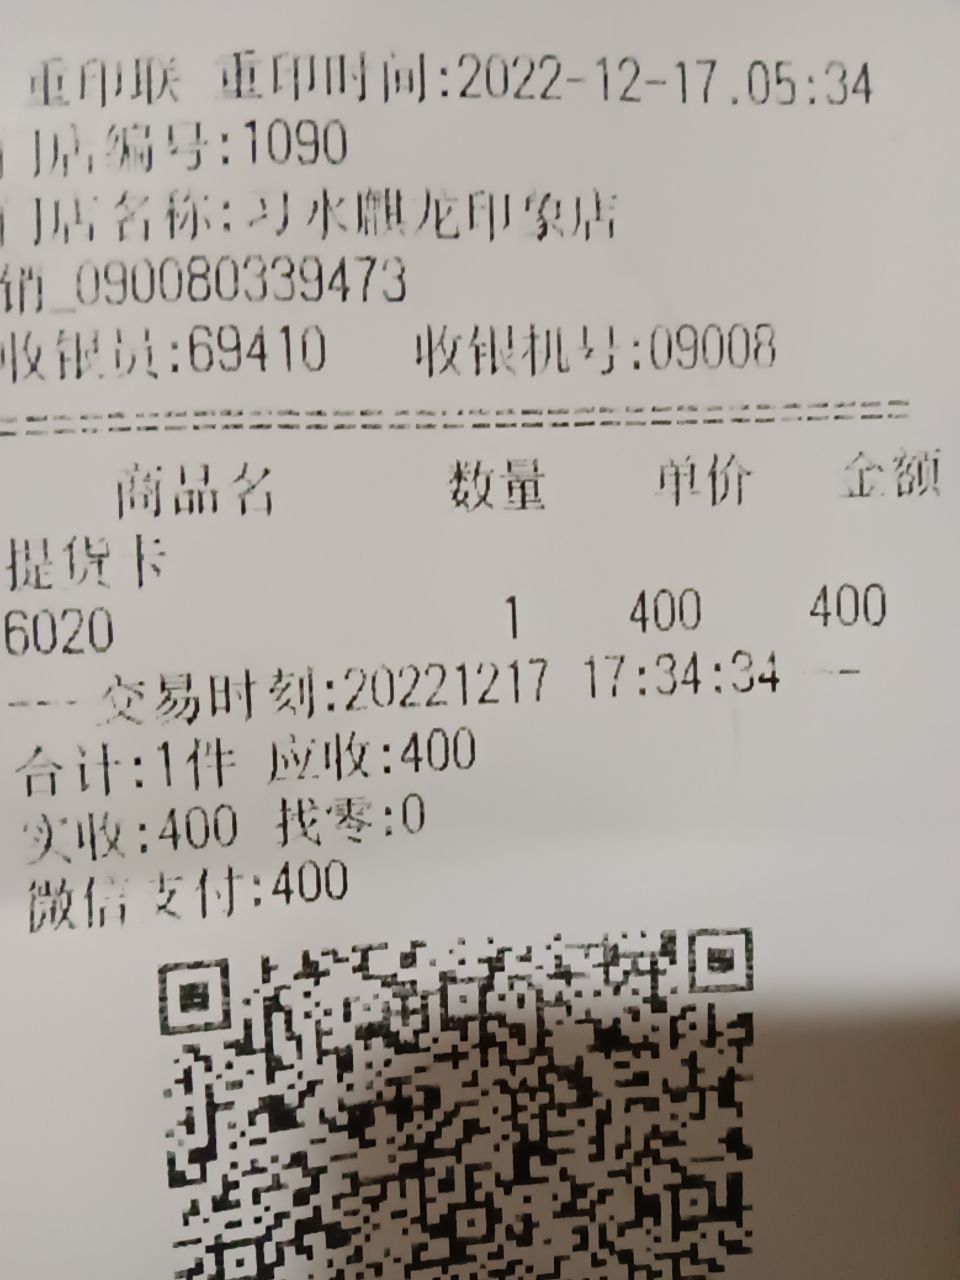 重印联 重印时间:2022-12-17.05:34
门店编号:1090
门店名称:习水麒龙印象店
销_090080339473
收银员:69410 收银机号:09008
================================
商品名 数量 单价 金额
提货卡
6020 1 400 400
--- 交易时刻:20221217 17:34:34 ---
合计:1件 应收:400
实收:400 找零:0
微信支付:400